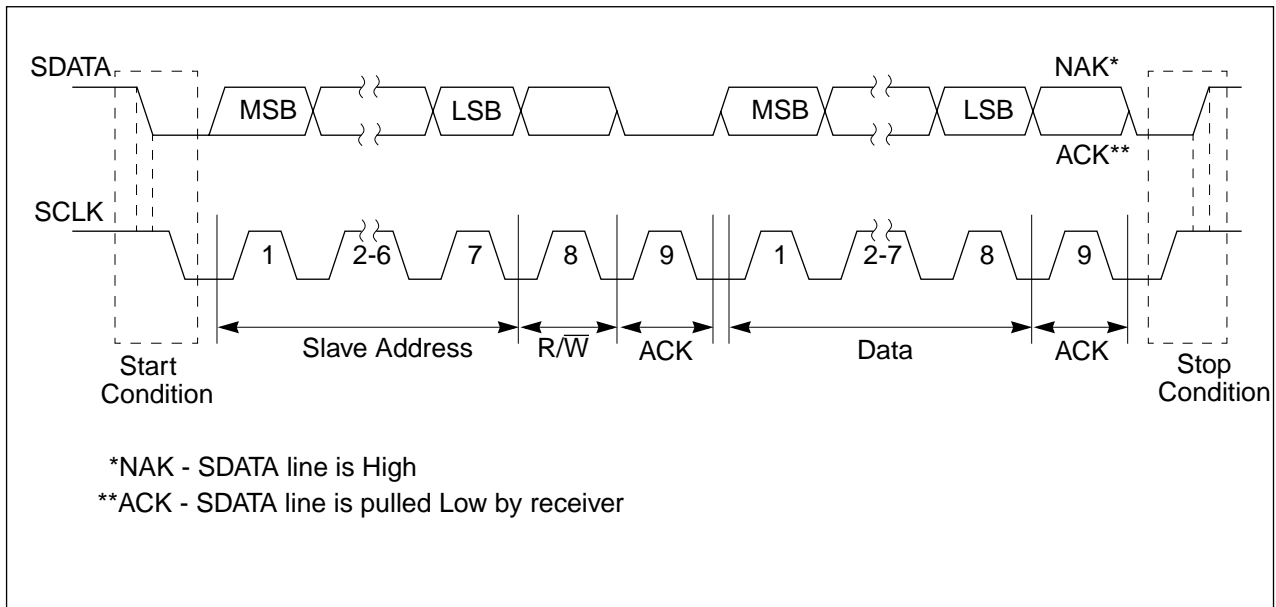 SDATA
NAK*
MSB LSB MSB LSB
ACK**
SCLK
1 2-6 7 8 9 1 2-7 8 9
Slave Address R/W̅ ACK Data ACK
Start
Condition
Stop
Condition
*NAK - SDATA line is High
**ACK - SDATA line is pulled Low by receiver